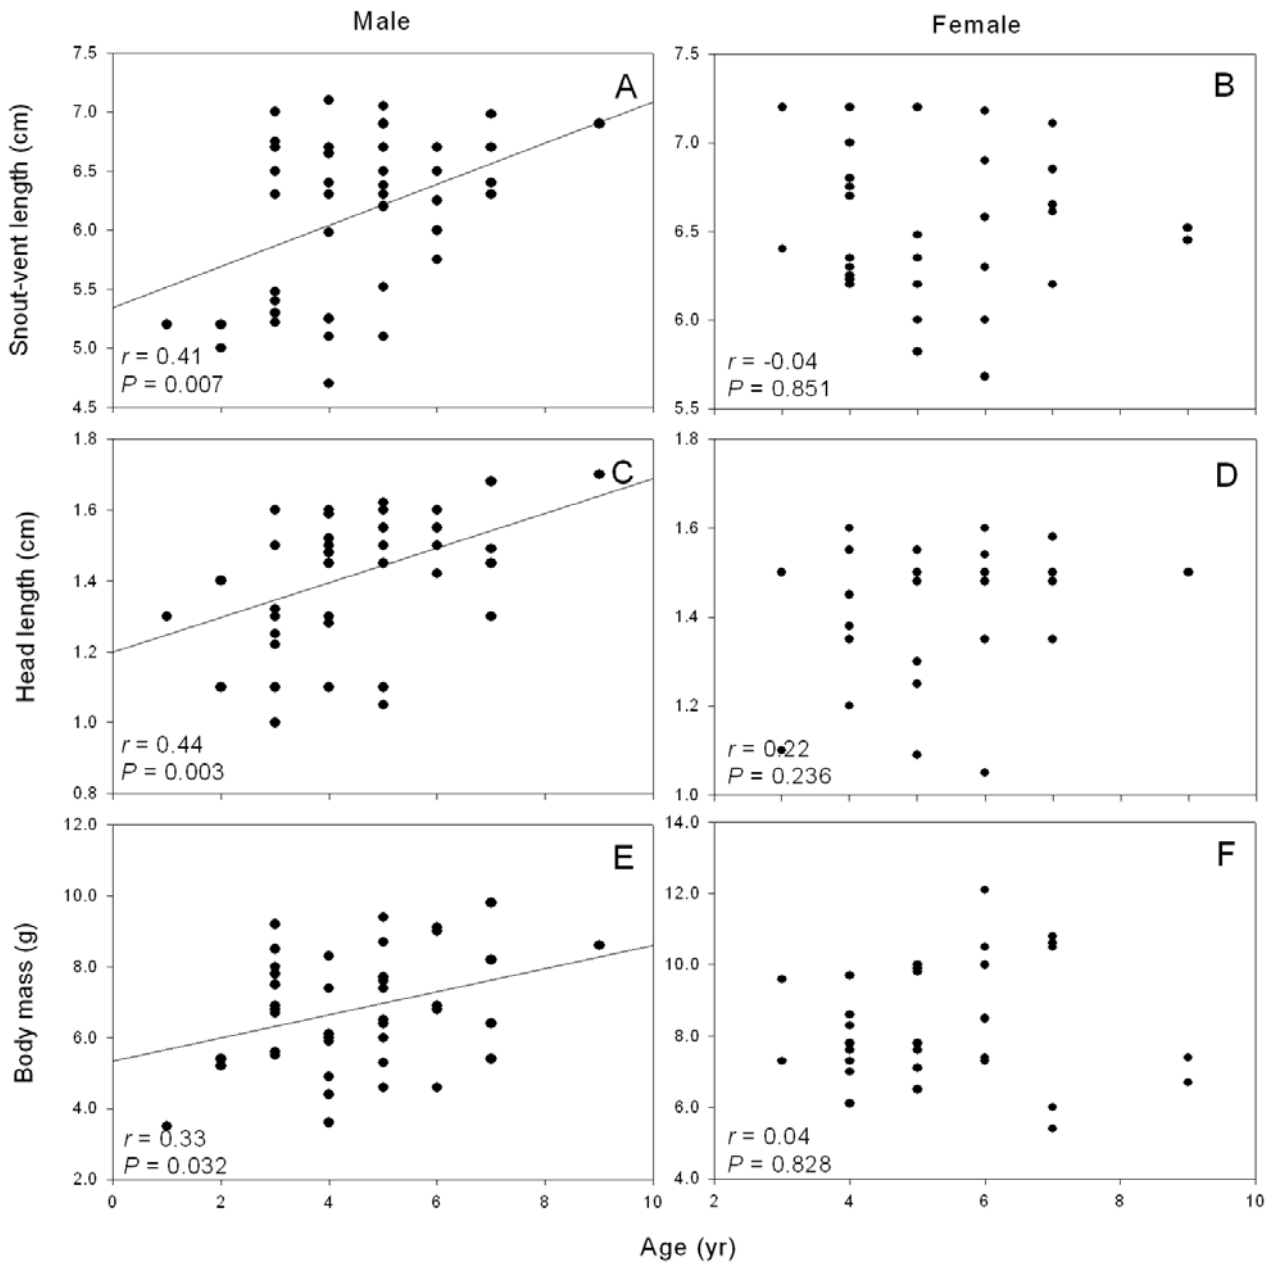 Male
Female
Snout-vent length (cm)
7.5
7.0
6.5
6.0
5.5
5.0
4.5
A
r = 0.41
P = 0.007
7.5
7.0
6.5
6.0
5.5
B
r = -0.04
P = 0.851
Head length (cm)
1.8
1.6
1.4
1.2
1.0
0.8
C
r = 0.44
P = 0.003
1.8
1.6
1.4
1.2
1.0
D
r = 0.22
P = 0.236
Body mass (g)
12.0
10.0
8.0
6.0
4.0
2.0
E
r = 0.33
P = 0.032
0 2 4 6 8 10
14.0
12.0
10.0
8.0
6.0
4.0
F
r = 0.04
P = 0.828
2 4 6 8 10
Age (yr)